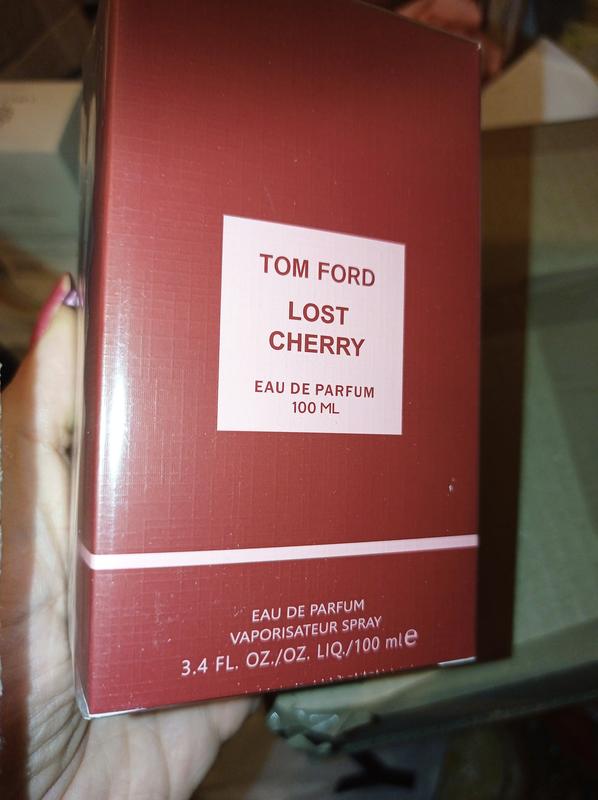 TOM FORD
LOST
CHERRY
EAU DE PARFUM
100 ML
EAU DE PARFUM
VAPORISATEUR SPRAY
3.4 FL. OZ./OZ. LIQ./100 ml℮